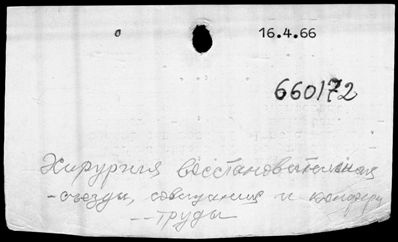 16.4.66
660172
Хирургия восстановительная
-съезды, совещания и конфер
--труды